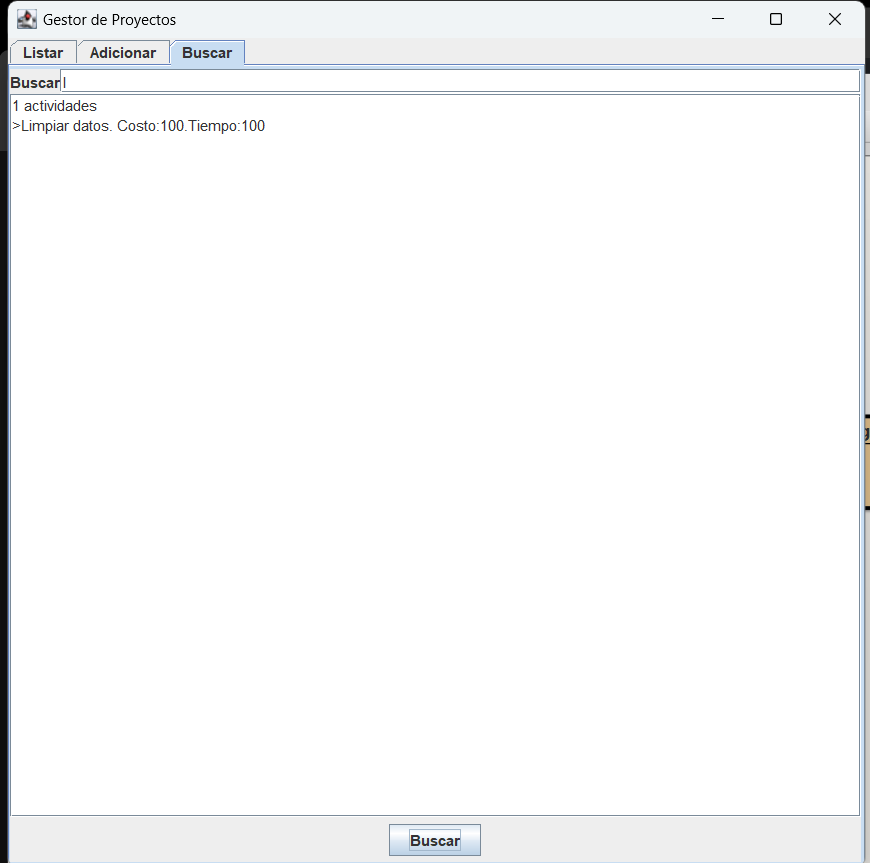 Gestor de Proyectos
Listar Adicionar Buscar
Buscar l
1 actividades
>Limpiar datos. Costo:100.Tiempo:100
Buscar